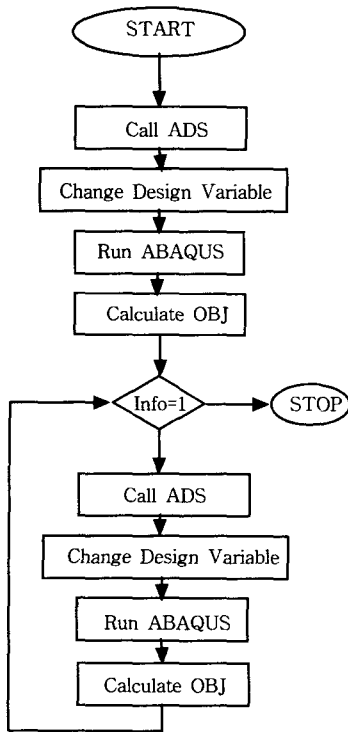 START
Call ADS
Change Design Variable
Run ABAQUS
Calculate OBJ
Info=1
STOP
Call ADS
Change Design Variable
Run ABAQUS
Calculate OBJ